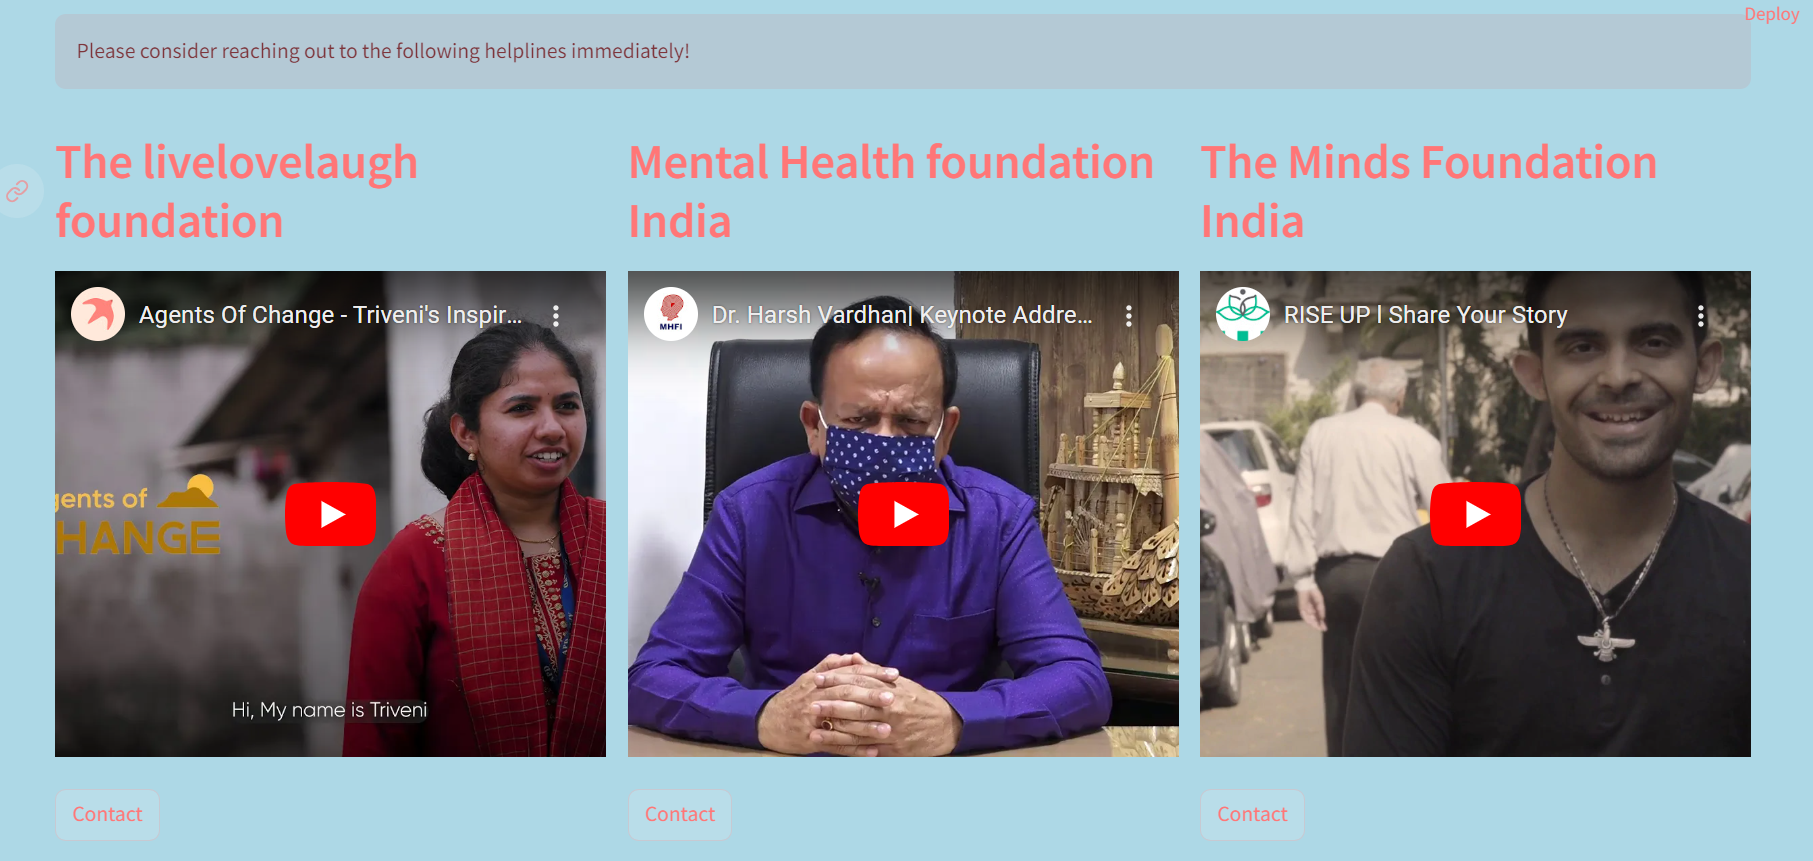 Deploy
Please consider reaching out to the following helplines immediately!
The livelovelaugh
foundation
Mental Health foundation
India
The Minds Foundation
India
Agents Of Change - Triveni's Inspir...
gents of
HANGE
Hi, My name is Triveni
MHFI
Dr. Harsh Vardhan| Keynote Addre...
RISE UP l Share Your Story
Contact
Contact
Contact